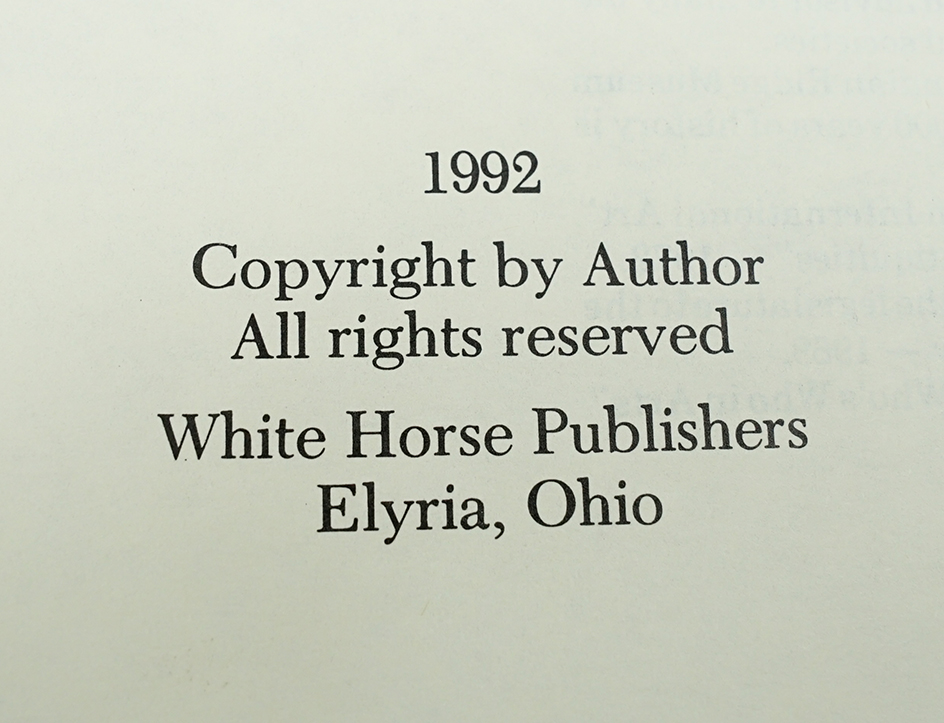 1992
Copyright by Author
All rights reserved
White Horse Publishers
Elyria, Ohio